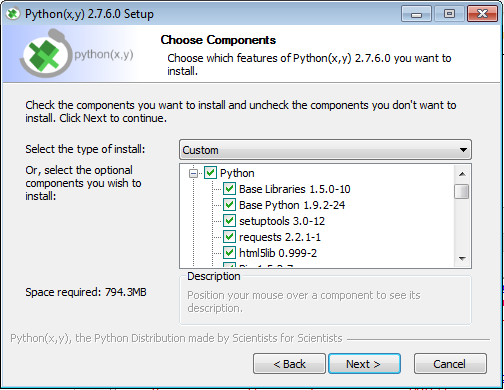 Python(x,y) 2.7.6.0 Setup
python(x,y)
Choose Components
Choose which features of Python(x,y) 2.7.6.0 you want to
install.
Check the components you want to install and uncheck the components you don't want to
install. Click Next to continue.
Select the type of install:
Custom
Or, select the optional
components you wish to
install:
Python
Base Libraries 1.5.0-10
Base Python 1.9.2-24
setuptools 3.0-12
requests 2.2.1-1
html5lib 0.999-2
Space required: 794.3MB
Description
Position your mouse over a component to see its
description.
Python(x,y), the Python Distribution made by Scientists for Scientists
< Back
Next >
Cancel